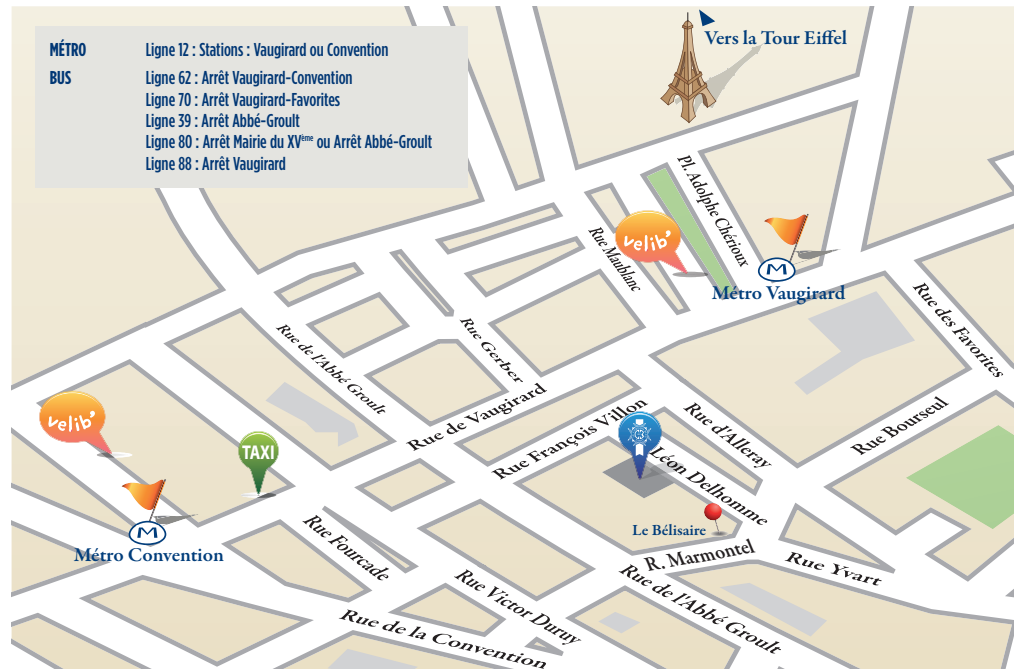 MÉTRO Ligne 12 : Stations : Vaugirard ou Convention
BUS Ligne 62 : Arrêt Vaugirard-Convention
Ligne 70 : Arrêt Vaugirard-Favorites
Ligne 39 : Arrêt Abbé-Groult
Ligne 80 : Arrêt Mairie du XVème ou Arrêt Abbé-Groult
Ligne 88 : Arrêt Vaugirard
Vers la Tour Eiffel
Pl. Adolphe Chérioux
velib'
Rue Maublanc
M
Métro Vaugirard
Rue des Favorites
Rue de l'Abbé Groult
Rue Gerber
Rue de Vaugirard
Rue François Villon
Rue d'Alleray
Rue Bourseul
velib'
TAXI
Léon Delhomme
Le Bélisaire
M
Métro Convention
Rue Fourcade
R. Marmontel
Rue Yvart
Rue Victor Duruy
Rue de l'Abbé Groult
Rue de la Convention